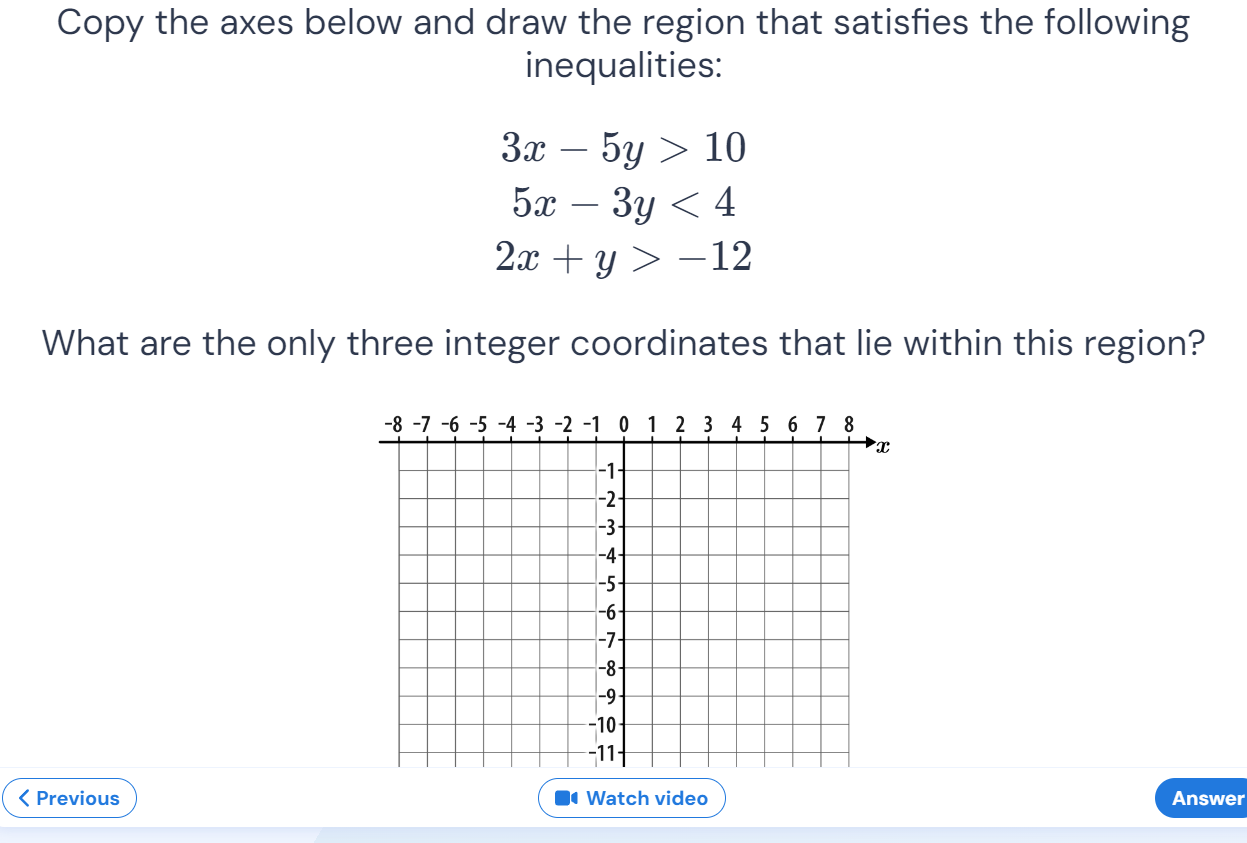 Copy the axes below and draw the region that satisfies the following
inequalities:
3x − 5y > 10
5x − 3y < 4
2x + y > −12
What are the only three integer coordinates that lie within this region?
-8 -7 -6 -5 -4 -3 -2 -1 0 1 2 3 4 5 6 7 8
x
-1
-2
-3
-4
-5
-6
-7
-8
-9
-10
-11
Previous
Watch video
Answer